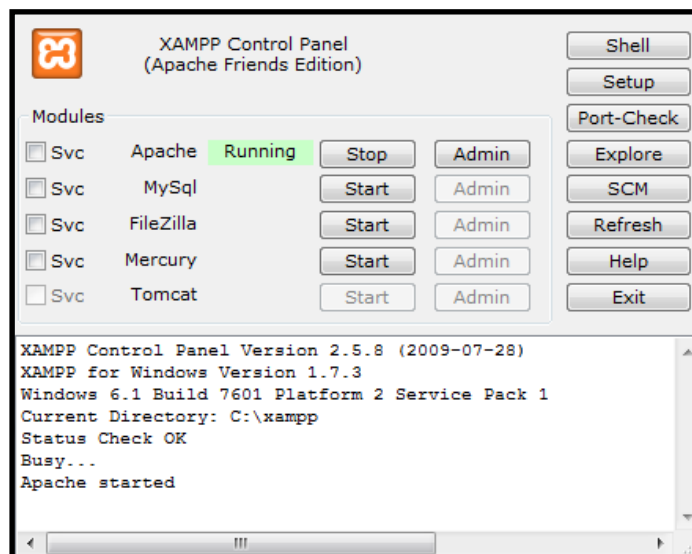 XAMPP Control Panel
(Apache Friends Edition)
Shell
Setup
Port-Check
Explore
SCM
Refresh
Help
Exit
Modules
Svc Apache Running Stop Admin
Svc MySql Start Admin
Svc FileZilla Start Admin
Svc Mercury Start Admin
Svc Tomcat Start Admin
XAMPP Control Panel Version 2.5.8 (2009-07-28)
XAMPP for Windows Version 1.7.3
Windows 6.1 Build 7601 Platform 2 Service Pack 1
Current Directory: C:\xampp
Status Check OK
Busy...
Apache started